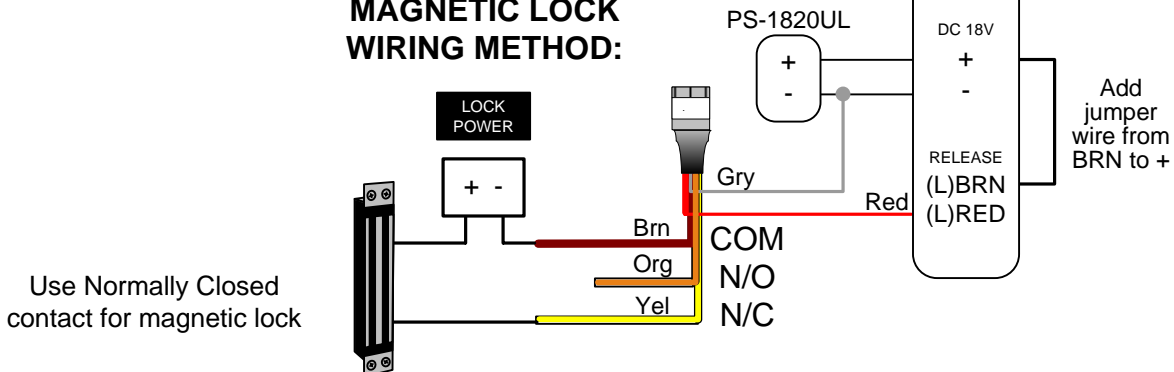 MAGNETIC LOCK
WIRING METHOD:
PS-1820UL
+
-
DC 18V
+
-
RELEASE
(L)BRN
(L)RED
Add
jumper
wire from
BRN to +
LOCK
POWER
+ -
Gry
Red
Brn
COM
Org
N/O
Yel
N/C
Use Normally Closed
contact for magnetic lock